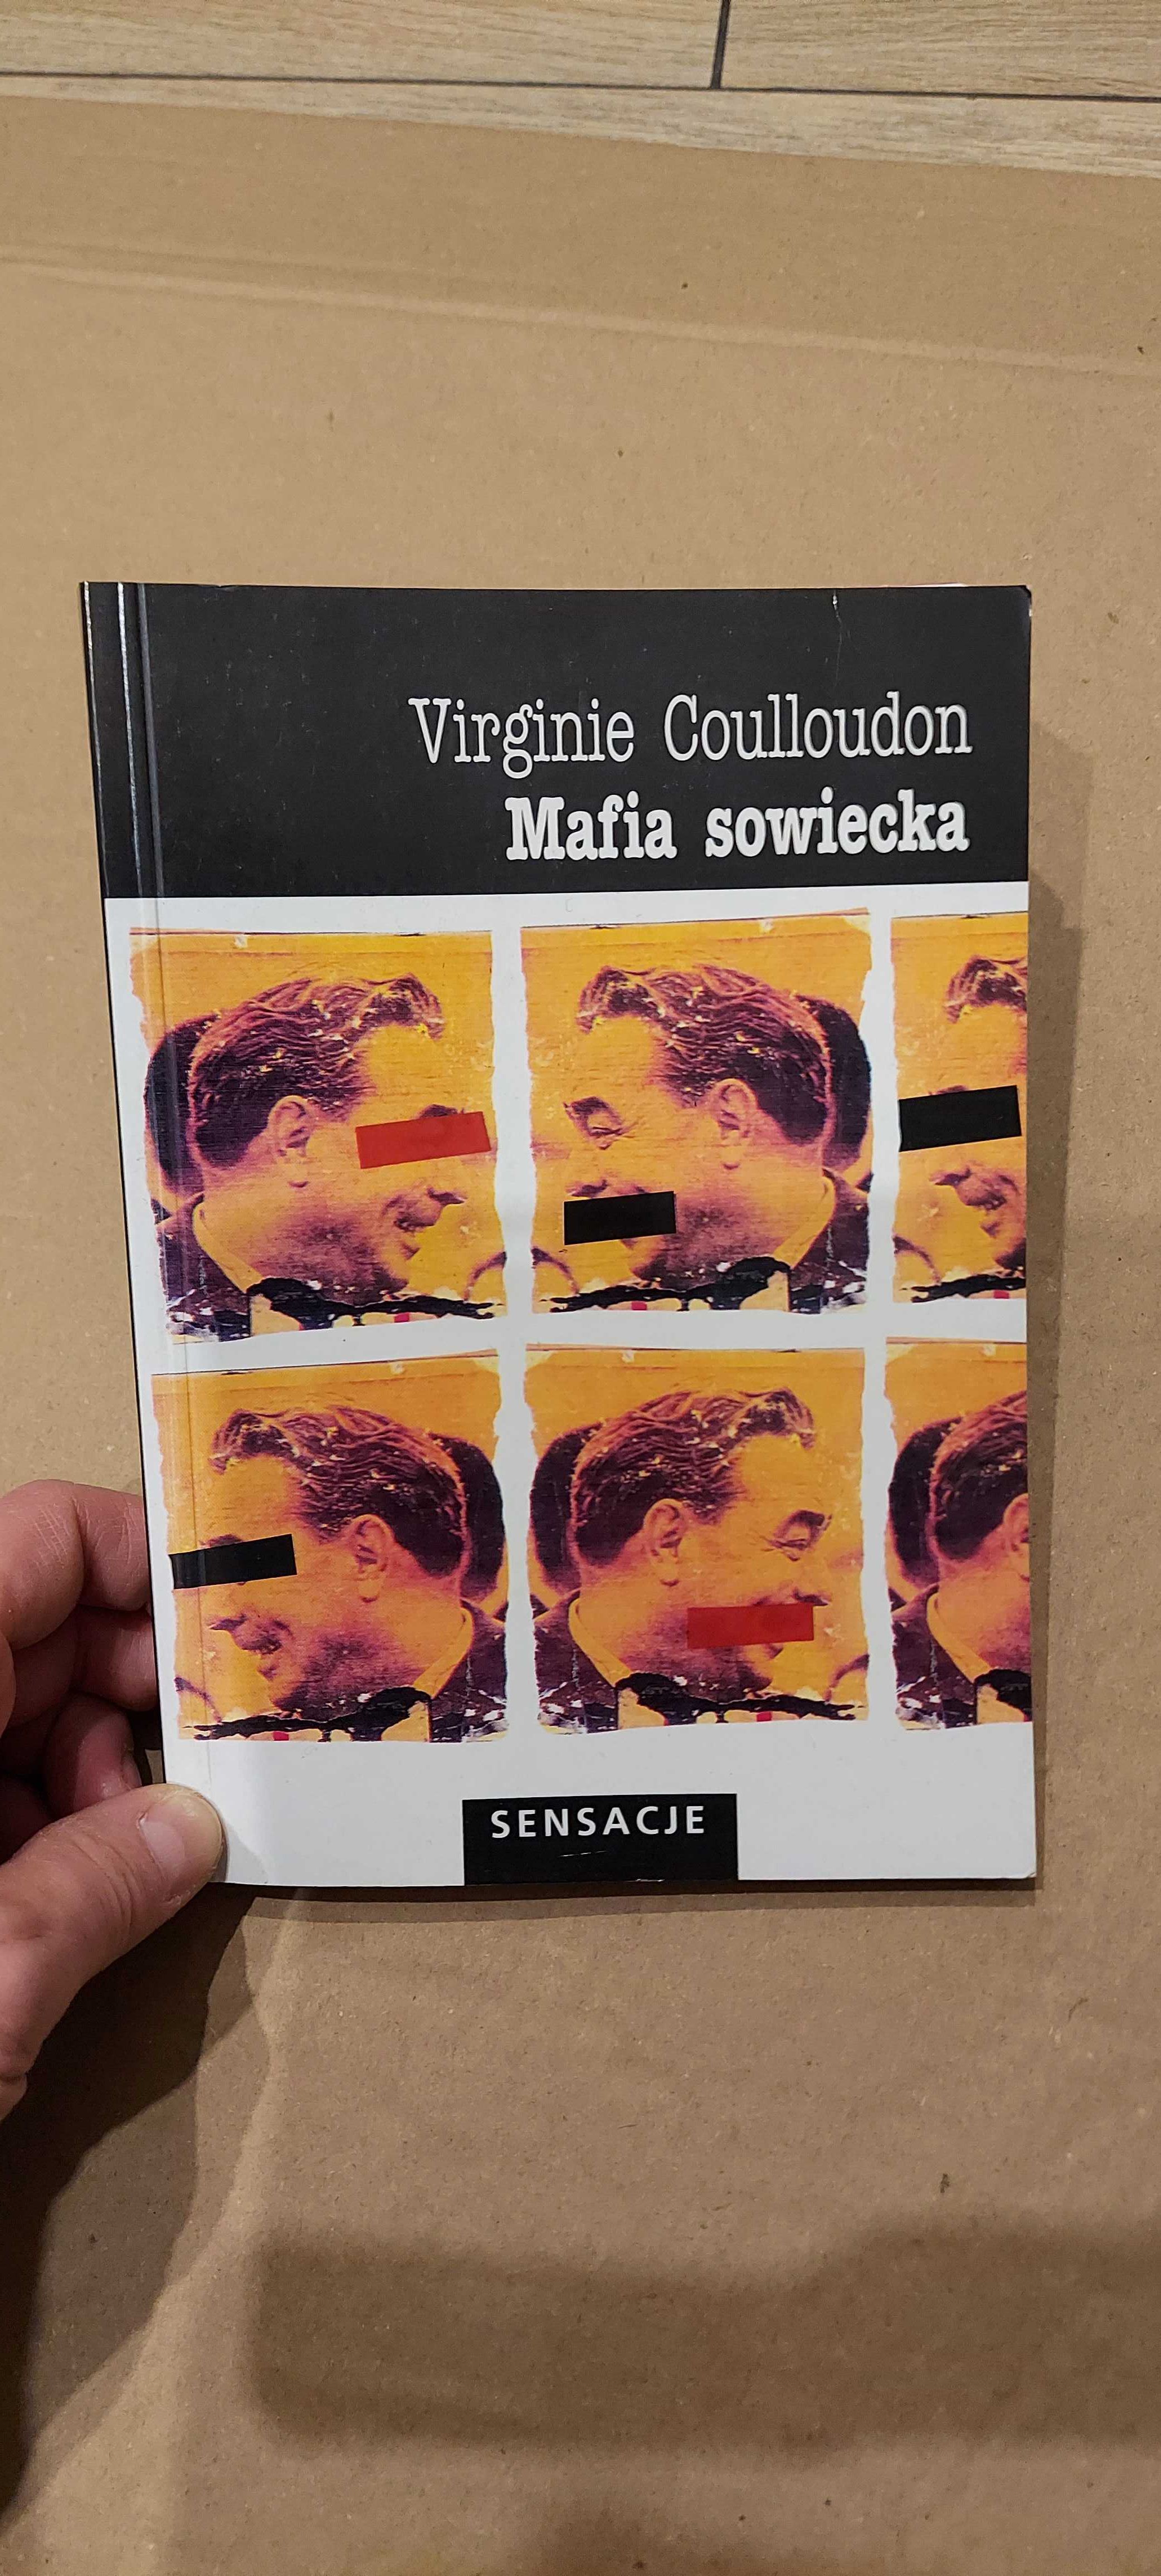 Virginie Coulloudon
Mafia sowiecka
SENSACJE